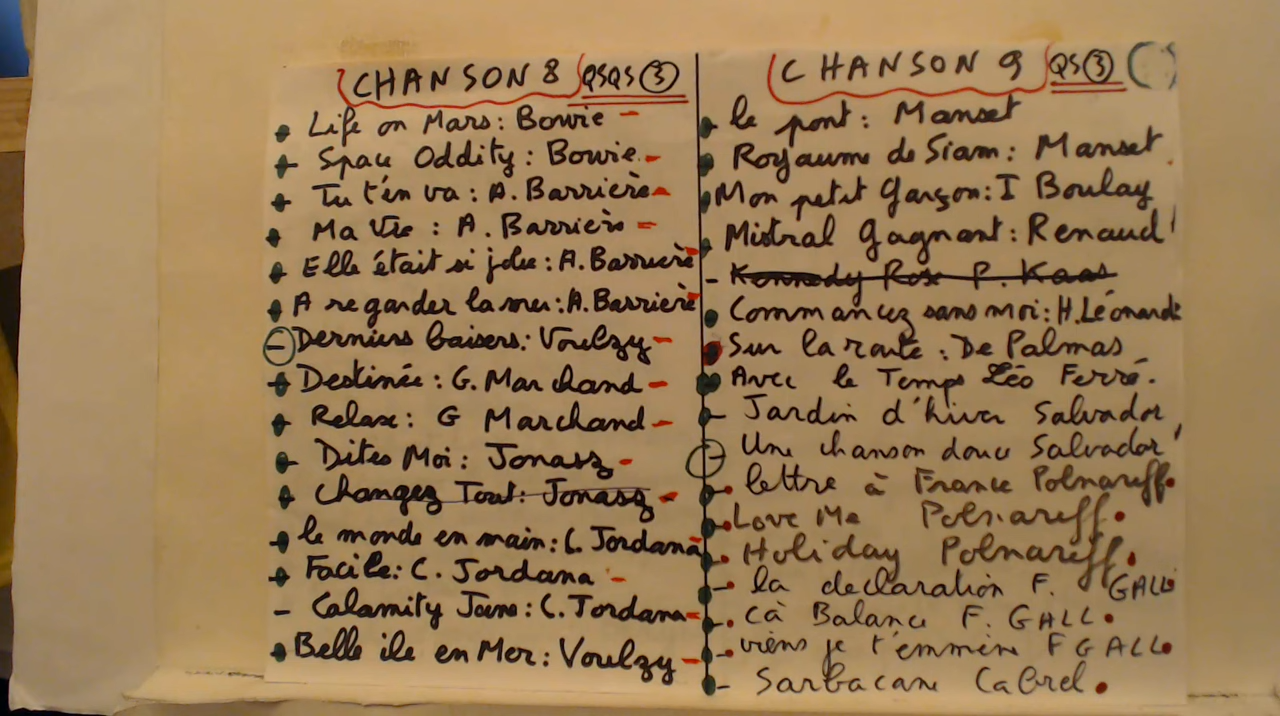 CHANSON 8 QSQS 3
Life on Mars: Bowie
Space Oddity: Bowie
Tu t'en va: A. Barrière
Ma Vie: A. Barrière
Elle était si jolie: A. Barrière
A regarder la mer: A. Barrière
Derniers baisers: Voulzy
Destinée: G. Marchand
Relax: G Marchand
Dites Moi: Jonasz
Changez Tout: Jonasz
le monde en main: C. Jordana
Facile: C. Jordana
Calamity Jane: C. Jordana
Belle ile en Mer: Voulzy
CHANSON 9 QS 3
le pont: Manset
Royaume de Siam: Manset
Mon petit garçon: I Boulay
Mistral Gagnant: Renaud
Kennedy Rose P. Kaas
Commancez sans moi: H. Léonarde
Sur la route: De Palmas
Avec le Temps Léo Ferré.
Jardin d'hiver Salvador
Une chanson douce Salvador
lettre à France Polnareff
Love Me Polnareff
Holiday Polnareff
la declaration F. GALL
Cà Balance F. GALL
viens je t'emmène F GALL
Sarbacane Cabrel